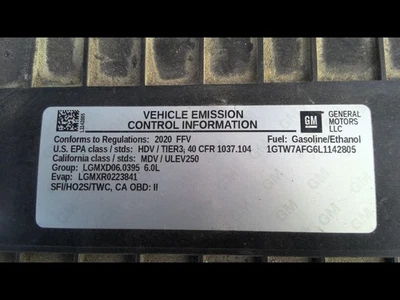 VEHICLE EMISSION
CONTROL INFORMATION
GM
GENERAL
MOTORS
LLC
Conforms to Regulations: 2020 FFV
Fuel: Gasoline/Ethanol
U.S. EPA class / stds: HDV / TIER3, 40 CFR 1037.104
1GTW7AFG6L1142805
California class / stds: MDV / ULEV250
Group: LGMXD06.0395 6.0L
Evap: LGMXR0223841
SFI/HO2S/TWC, CA OBD: II